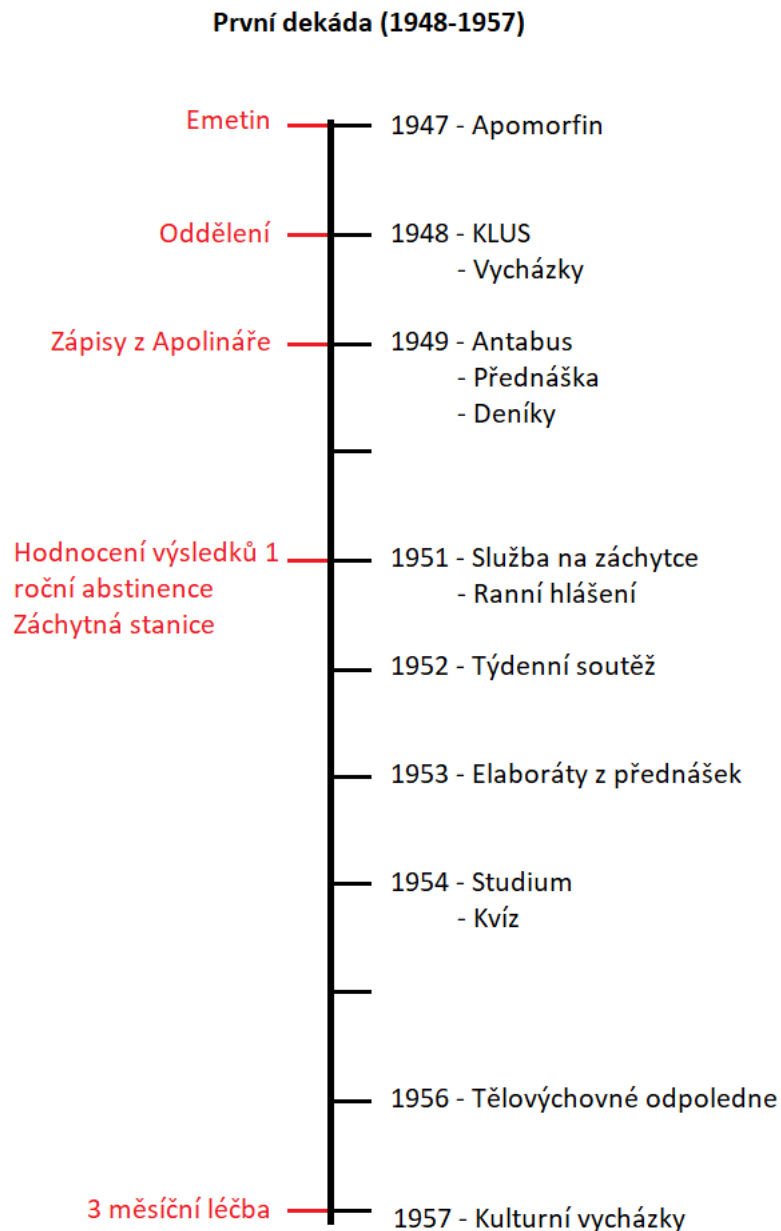 První dekáda (1948-1957)
Emetin
1947 - Apomorfin
Oddělení
1948 - KLUS
- Vycházky
Zápisy z Apolináře
1949 - Antabus
- Přednáška
- Deníky
Hodnocení výsledků 1
roční abstinence
Záchytná stanice
1951 - Služba na záchytce
- Ranní hlášení
1952 - Týdenní soutěž
1953 - Elaboráty z přednášek
1954 - Studium
- Kvíz
1956 - Tělovýchovné odpoledne
3 měsíční léčba
1957 - Kulturní vycházky